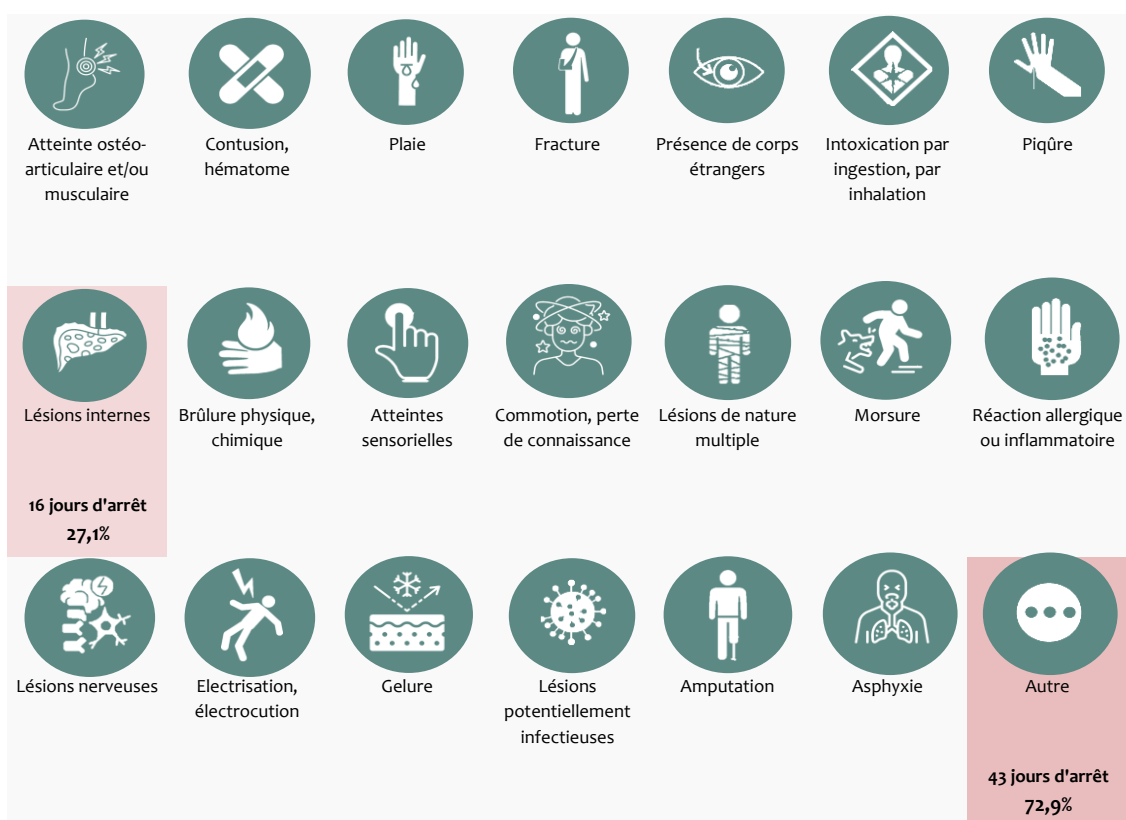 Atteinte ostéo-
articulaire et/ou
musculaire
Contusion,
hématome
Plaie
Fracture
Présence de corps
étrangers
Intoxication par
ingestion, par
inhalation
Piqûre
Lésions internes
16 jours d'arrêt
27,1%
Brûlure physique,
chimique
Atteintes
sensorielles
Commotion, perte
de connaissance
Lésions de nature
multiple
Morsure
Réaction allergique
ou inflammatoire
Lésions nerveuses
Electrisation,
électrocution
Gelure
Lésions
potentiellement
infectieuses
Amputation
Asphyxie
Autre
43 jours d'arrêt
72,9%